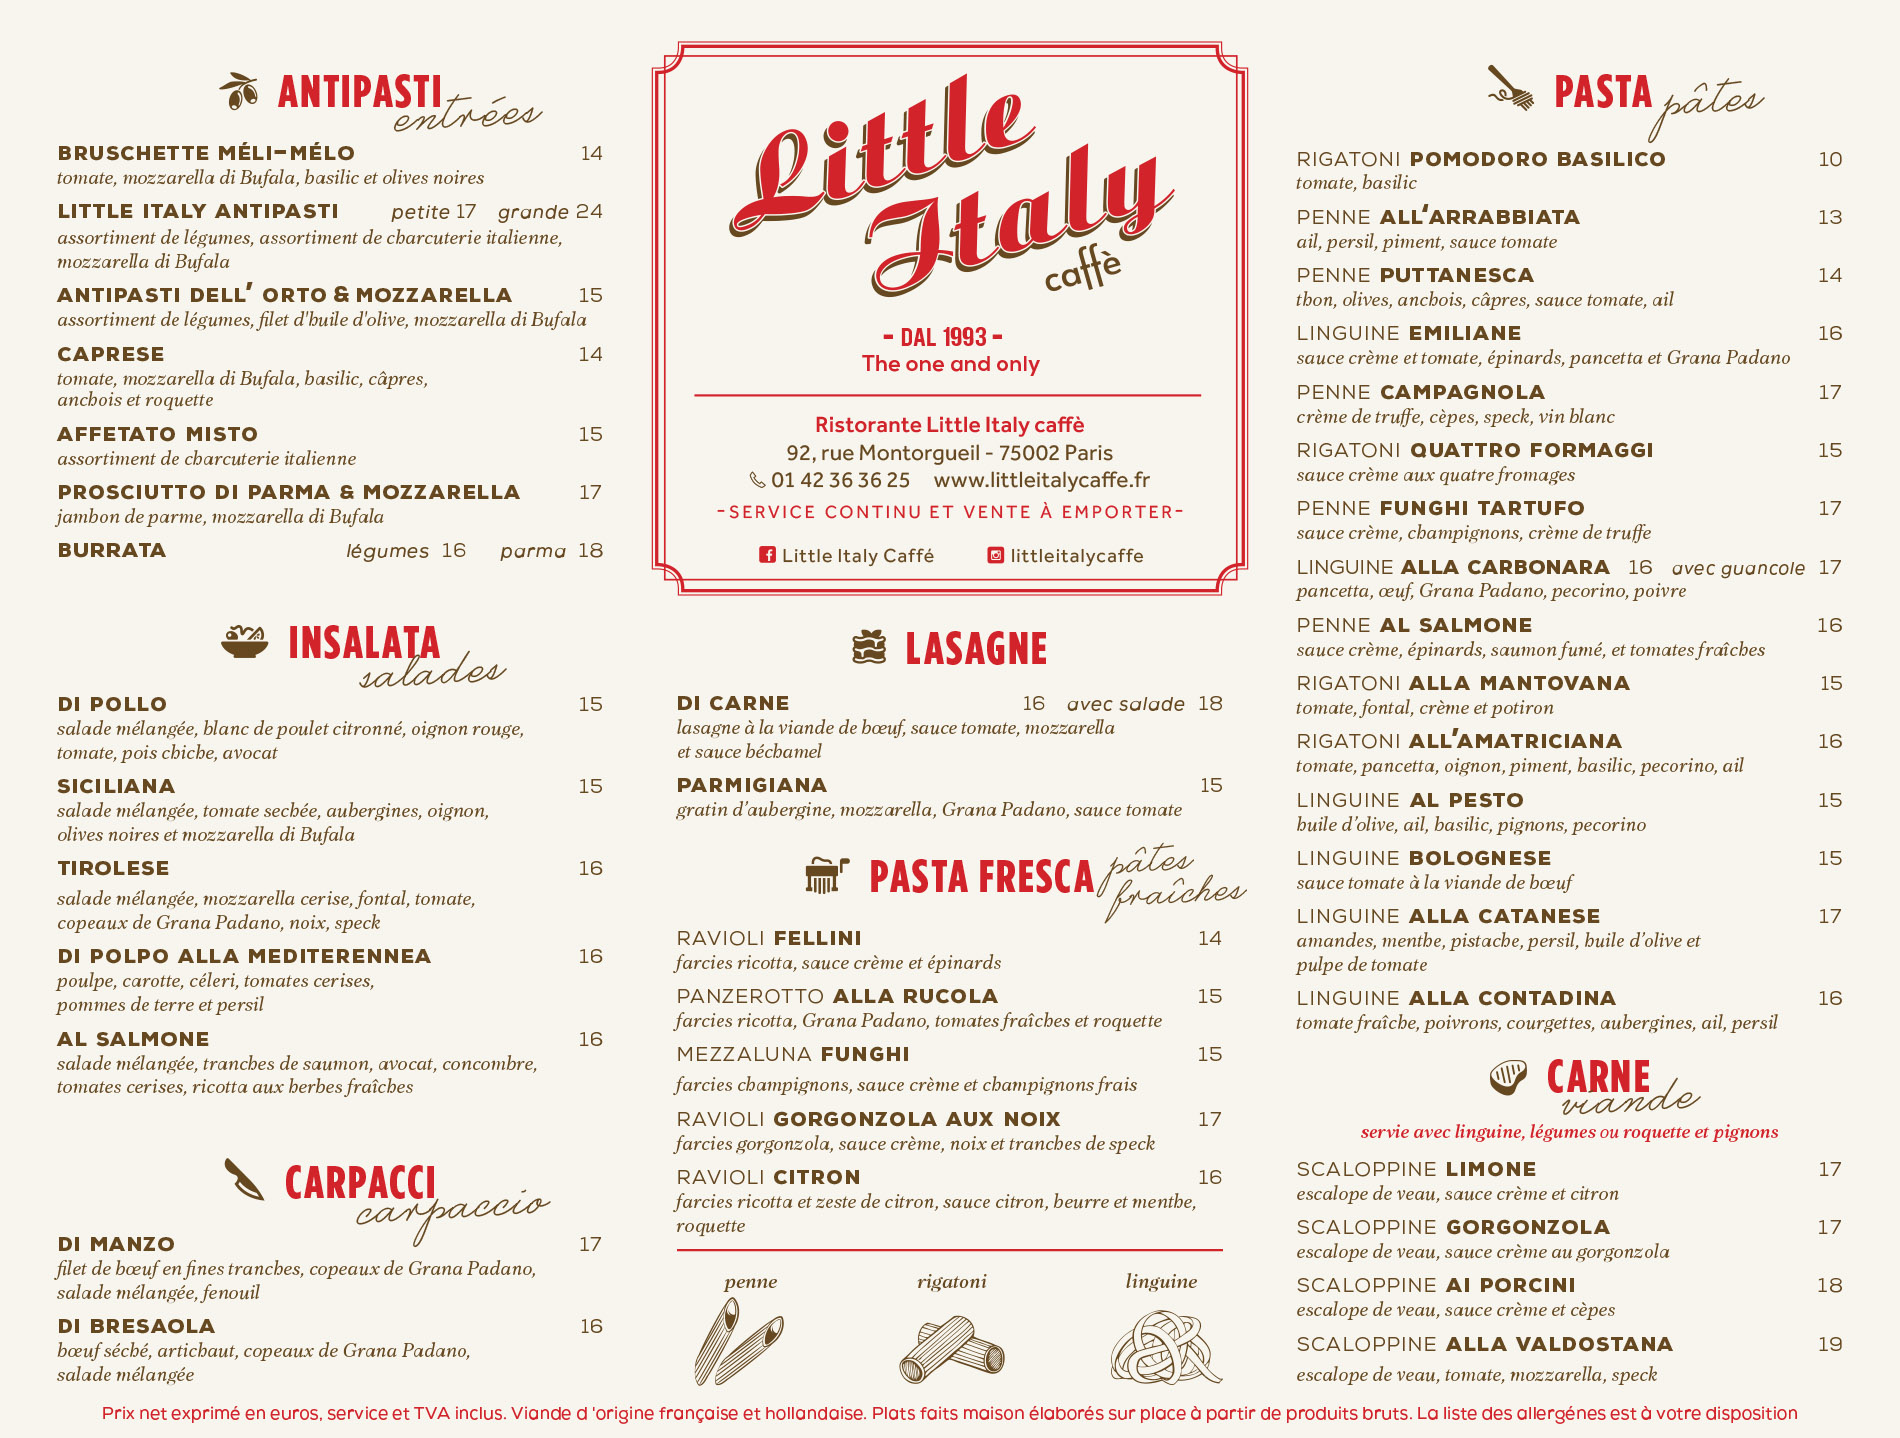 ANTIPASTI
entrées
BRUSCHETTE MÉLI-MÉLO 14
tomate, mozzarella di Bufala, basilic et olives noires
LITTLE ITALY ANTIPASTI petite 17 grande 24
assortiment de légumes, assortiment de charcuterie italienne,
mozzarella di Bufala
ANTIPASTI DELL' ORTO & MOZZARELLA 15
assortiment de légumes, filet d'huile d'olive, mozzarella di Bufala
CAPRESE 14
tomate, mozzarella di Bufala, basilic, câpres,
anchois et roquette
AFFETATO MISTO 15
assortiment de charcuterie italienne
PROSCIUTTO DI PARMA & MOZZARELLA 17
jambon de parme, mozzarella di Bufala
BURRATA légumes 16 parma 18
INSALATA
salades
DI POLLO 15
salade mélangée, blanc de poulet citronné, oignon rouge,
tomate, pois chiche, avocat
SICILIANA 15
salade mélangée, tomate sechée, aubergines, oignon,
olives noires et mozzarella di Bufala
TIROLESE 16
salade mélangée, mozzarella cerise, fontal, tomate,
copeaux de Grana Padano, noix, speck
DI POLPO ALLA MEDITERENNEA 16
poulpe, carotte, céleri, tomates cerises,
pommes de terre et persil
AL SALMONE 16
salade mélangée, tranches de saumon, avocat, concombre,
tomates cerises, ricotta aux herbes fraîches
CARPACCI
carpaccio
DI MANZO 17
filet de bœuf en fines tranches, copeaux de Grana Padano,
salade mélangée, fenouil
DI BRESAOLA 16
bœuf séché, artichaut, copeaux de Grana Padano,
salade mélangée
Little
Italy
caffè
- DAL 1993 -
The one and only
Ristorante Little Italy caffè
92, rue Montorgueil - 75002 Paris
01 42 36 36 25 www.littleitalycaffe.fr
-SERVICE CONTINU ET VENTE À EMPORTER-
Little Italy Caffé littleitalycaffe
LASAGNE
DI CARNE 16 avec salade 18
lasagne à la viande de bœuf, sauce tomate, mozzarella
et sauce béchamel
PARMIGIANA 15
gratin d'aubergine, mozzarella, Grana Padano, sauce tomate
PASTA FRESCA
pâtes
fraîches
RAVIOLI FELLINI 14
farcies ricotta, sauce crème et épinards
PANZEROTTO ALLA RUCOLA 15
farcies ricotta, Grana Padano, tomates fraîches et roquette
MEZZALUNA FUNGHI 15
farcies champignons, sauce crème et champignons frais
RAVIOLI GORGONZOLA AUX NOIX 17
farcies gorgonzola, sauce crème, noix et tranches de speck
RAVIOLI CITRON 16
farcies ricotta et zeste de citron, sauce citron, beurre et menthe,
roquette
penne rigatoni linguine
PASTA
pâtes
RIGATONI POMODORO BASILICO 10
tomate, basilic
PENNE ALL'ARRABBIATA 13
ail, persil, piment, sauce tomate
PENNE PUTTANESCA 14
thon, olives, anchois, câpres, sauce tomate, ail
LINGUINE EMILIANE 16
sauce crème et tomate, épinards, pancetta et Grana Padano
PENNE CAMPAGNOLA 17
crème de truffe, cèpes, speck, vin blanc
RIGATONI QUATTRO FORMAGGI 15
sauce crème aux quatre fromages
PENNE FUNGHI TARTUFO 17
sauce crème, champignons, crème de truffe
LINGUINE ALLA CARBONARA 16 avec guancole 17
pancetta, œuf, Grana Padano, pecorino, poivre
PENNE AL SALMONE 16
sauce crème, épinards, saumon fumé, et tomates fraîches
RIGATONI ALLA MANTOVANA 15
tomate, fontal, crème et potiron
RIGATONI ALL'AMATRICIANA 16
tomate, pancetta, oignon, piment, basilic, pecorino, ail
LINGUINE AL PESTO 15
huile d'olive, ail, basilic, pignons, pecorino
LINGUINE BOLOGNESE 15
sauce tomate à la viande de bœuf
LINGUINE ALLA CATANESE 17
amandes, menthe, pistache, persil, huile d'olive et
pulpe de tomate
LINGUINE ALLA CONTADINA 16
tomate fraîche, poivrons, courgettes, aubergines, ail, persil
CARNE
viande
servie avec linguine, légumes ou roquette et pignons
SCALOPPINE LIMONE 17
escalope de veau, sauce crème et citron
SCALOPPINE GORGONZOLA 17
escalope de veau, sauce crème au gorgonzola
SCALOPPINE AI PORCINI 18
escalope de veau, sauce crème et cèpes
SCALOPPINE ALLA VALDOSTANA 19
escalope de veau, tomate, mozzarella, speck
Prix net exprimé en euros, service et TVA inclus. Viande d 'origine française et hollandaise. Plats faits maison élaborés sur place à partir de produits bruts. La liste des allergénes est à votre disposition